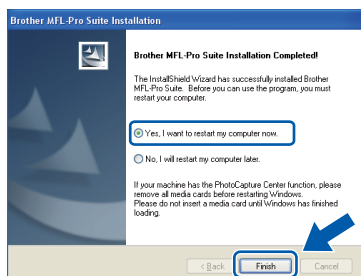 Brother MFL-Pro Suite Installation
Brother MFL-Pro Suite Installation Completed!
The InstallShield Wizard has successfully installed Brother
MFL-Pro Suite. Before you can use the program, you must
restart your computer.
Yes, I want to restart my computer now.
No, I will restart my computer later.
If your machine has the PhotoCapture Center function, please
remove all media cards before restarting Windows.
Please do not insert a media card until Windows has finished
loading.
< Back Finish Cancel